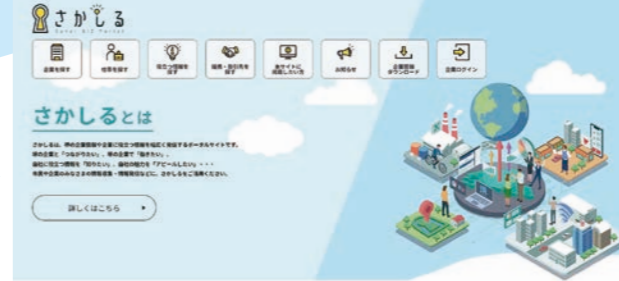 さかしる
Sakai Biz Portal
企業を探す
仕事を探す
役立つ情報を
探す
連携・取引先を
探す
本サイトに
掲載したい方
お知らせ
企業情報
ダウンロード
企業ログイン
さかしるとは
さかしるは、堺の企業情報や企業に役立つ情報を幅広く発信するポータルサイトです。
堺の企業と「つながりたい」、堺の企業で「働きたい」、
会社に役立つ情報を「知りたい」、会社の魅力を「アピールしたい」・・・
市民や企業のみなさまの情報収集・情報発信などに、さかしるをご活用ください。
詳しくはこちら